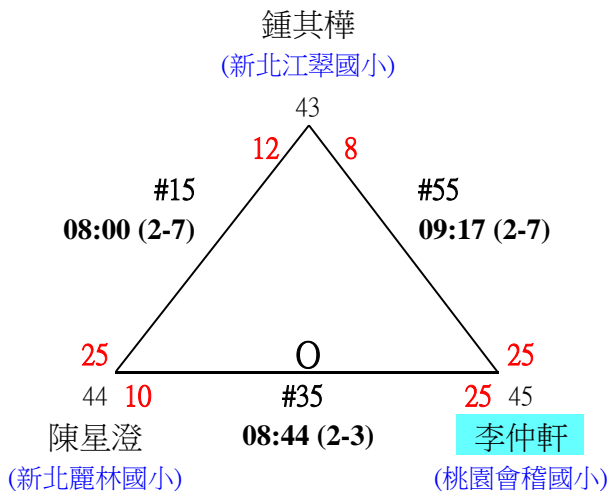 鍾其樺
(新北江翠國小)
43
12 8
#15 #55
08:00 (2-7) 09:17 (2-7)
25 O 25
44 10 #35 25 45
陳星澄 08:44 (2-3) 李仲軒
(新北麗林國小) (桃園會稽國小)